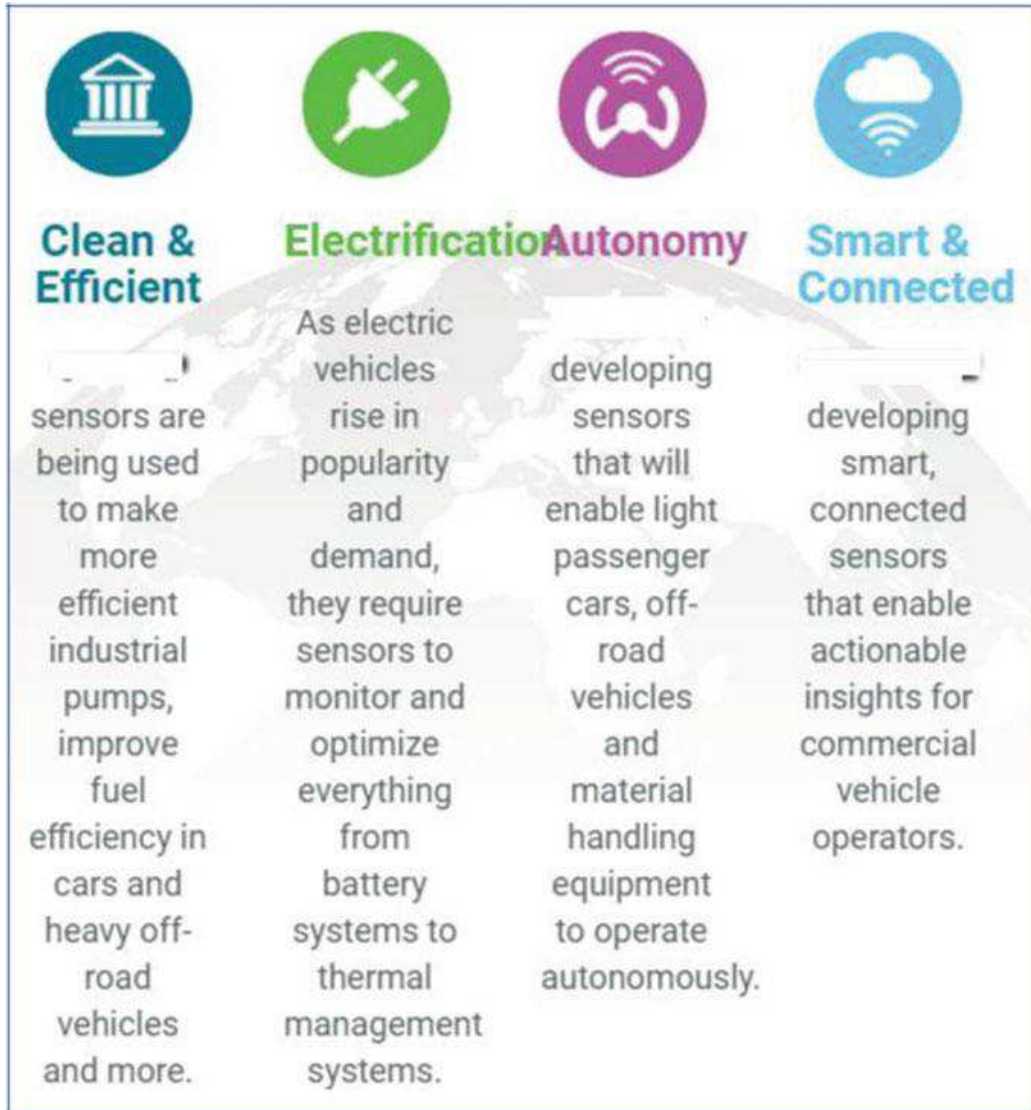 Clean &
Efficient
sensors are
being used
to make
more
efficient
industrial
pumps,
improve
fuel
efficiency in
cars and
heavy off-
road
vehicles
and more.
Electrification
As electric
vehicles
rise in
popularity
and
demand,
they require
sensors to
monitor and
optimize
everything
from
battery
systems to
thermal
management
systems.
Autonomy
developing
sensors
that will
enable light
passenger
cars, off-
road
vehicles
and
material
handling
equipment
to operate
autonomously.
Smart &
Connected
developing
smart,
connected
sensors
that enable
actionable
insights for
commercial
vehicle
operators.